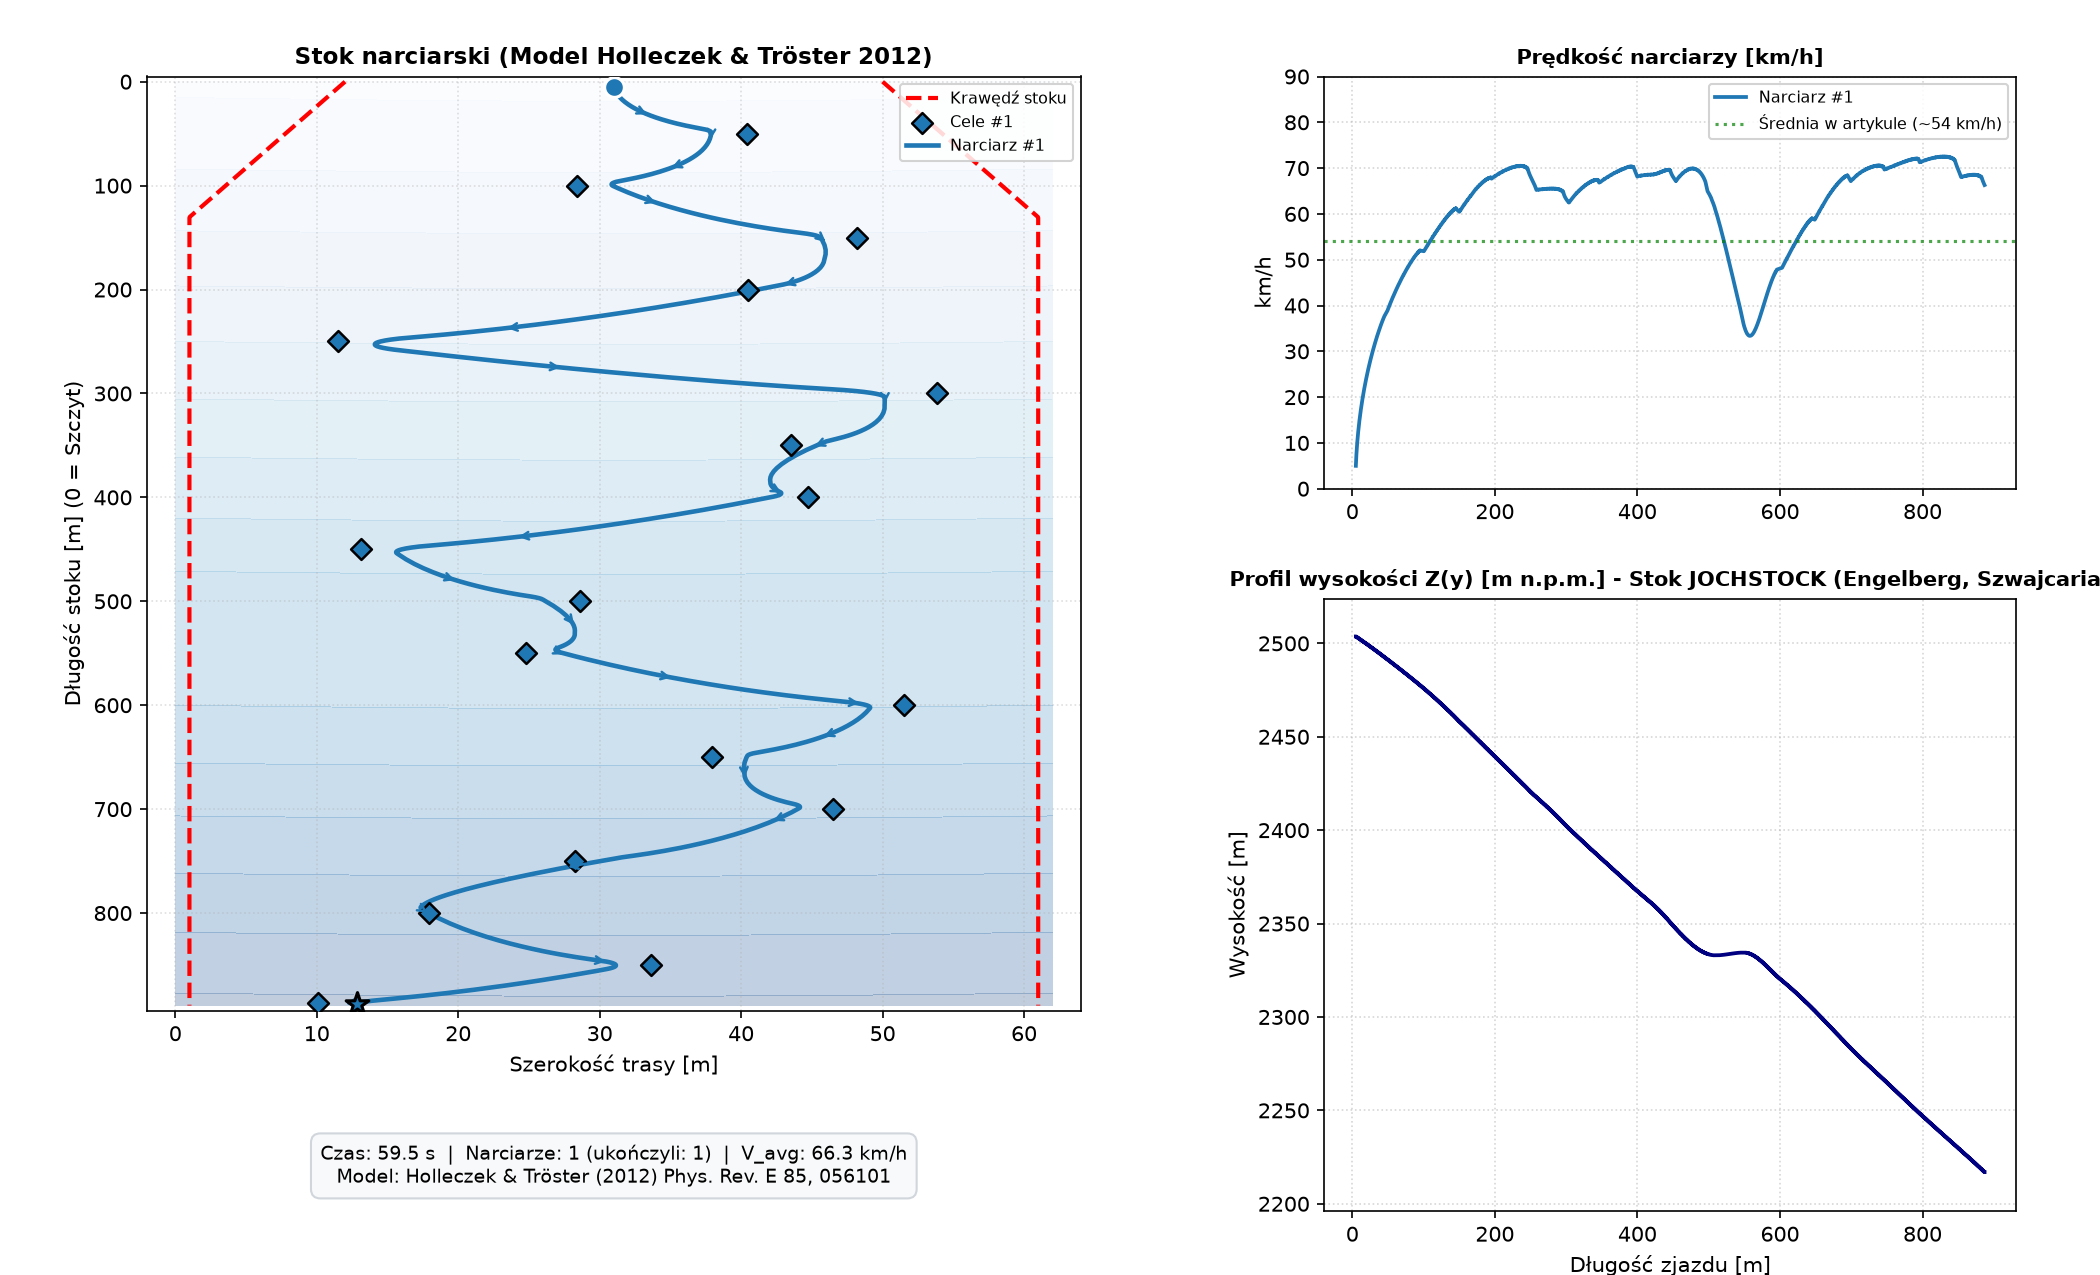 Stok narciarski (Model Holleczek & Tröster 2012)
Krawędź stoku
Cele #1
Narciarz #1
0
100
200
300
400
500
600
700
800
Długość stoku [m] (0 = Szczyt)
0 10 20 30 40 50 60
Szerokość trasy [m]
Czas: 59.5 s | Narciarze: 1 (ukończyli: 1) | V_avg: 66.3 km/h
Model: Holleczek & Tröster (2012) Phys. Rev. E 85, 056101
Prędkość narciarzy [km/h]
Narciarz #1
Średnia w artykule (~54 km/h)
90
80
70
60
50
40
30
20
10
0
km/h
0 200 400 600 800
Profil wysokości Z(y) [m n.p.m.] - Stok JOCHSTOCK (Engelberg, Szwajcaria
2500
2450
2400
2350
2300
2250
2200
Wysokość [m]
0 200 400 600 800
Długość zjazdu [m]